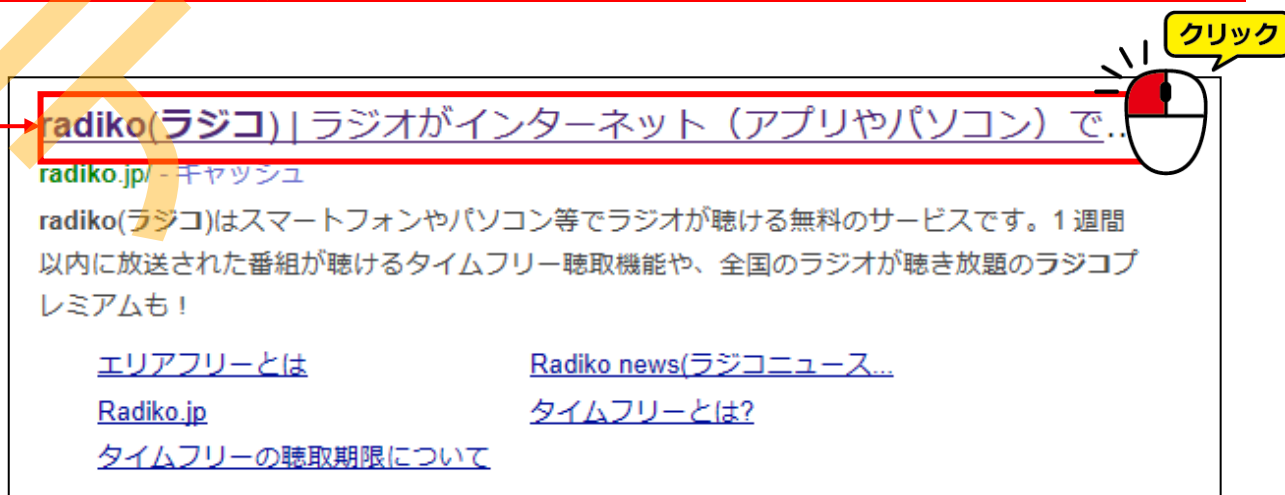 クリック
radiko(ラジコ) | ラジオがインターネット（アプリやパソコン）で...
radiko.jp/ - キャッシュ
radiko(ラジコ)はスマートフォンやパソコン等でラジオが聴ける無料のサービスです。1 週間
以内に放送された番組が聴けるタイムフリー聴取機能や、全国のラジオが聴き放題のラジコプ
レミアムも！
エリアフリーとは
Radiko news(ラジコニュース...
Radiko.jp
タイムフリーとは?
タイムフリーの聴取期限について